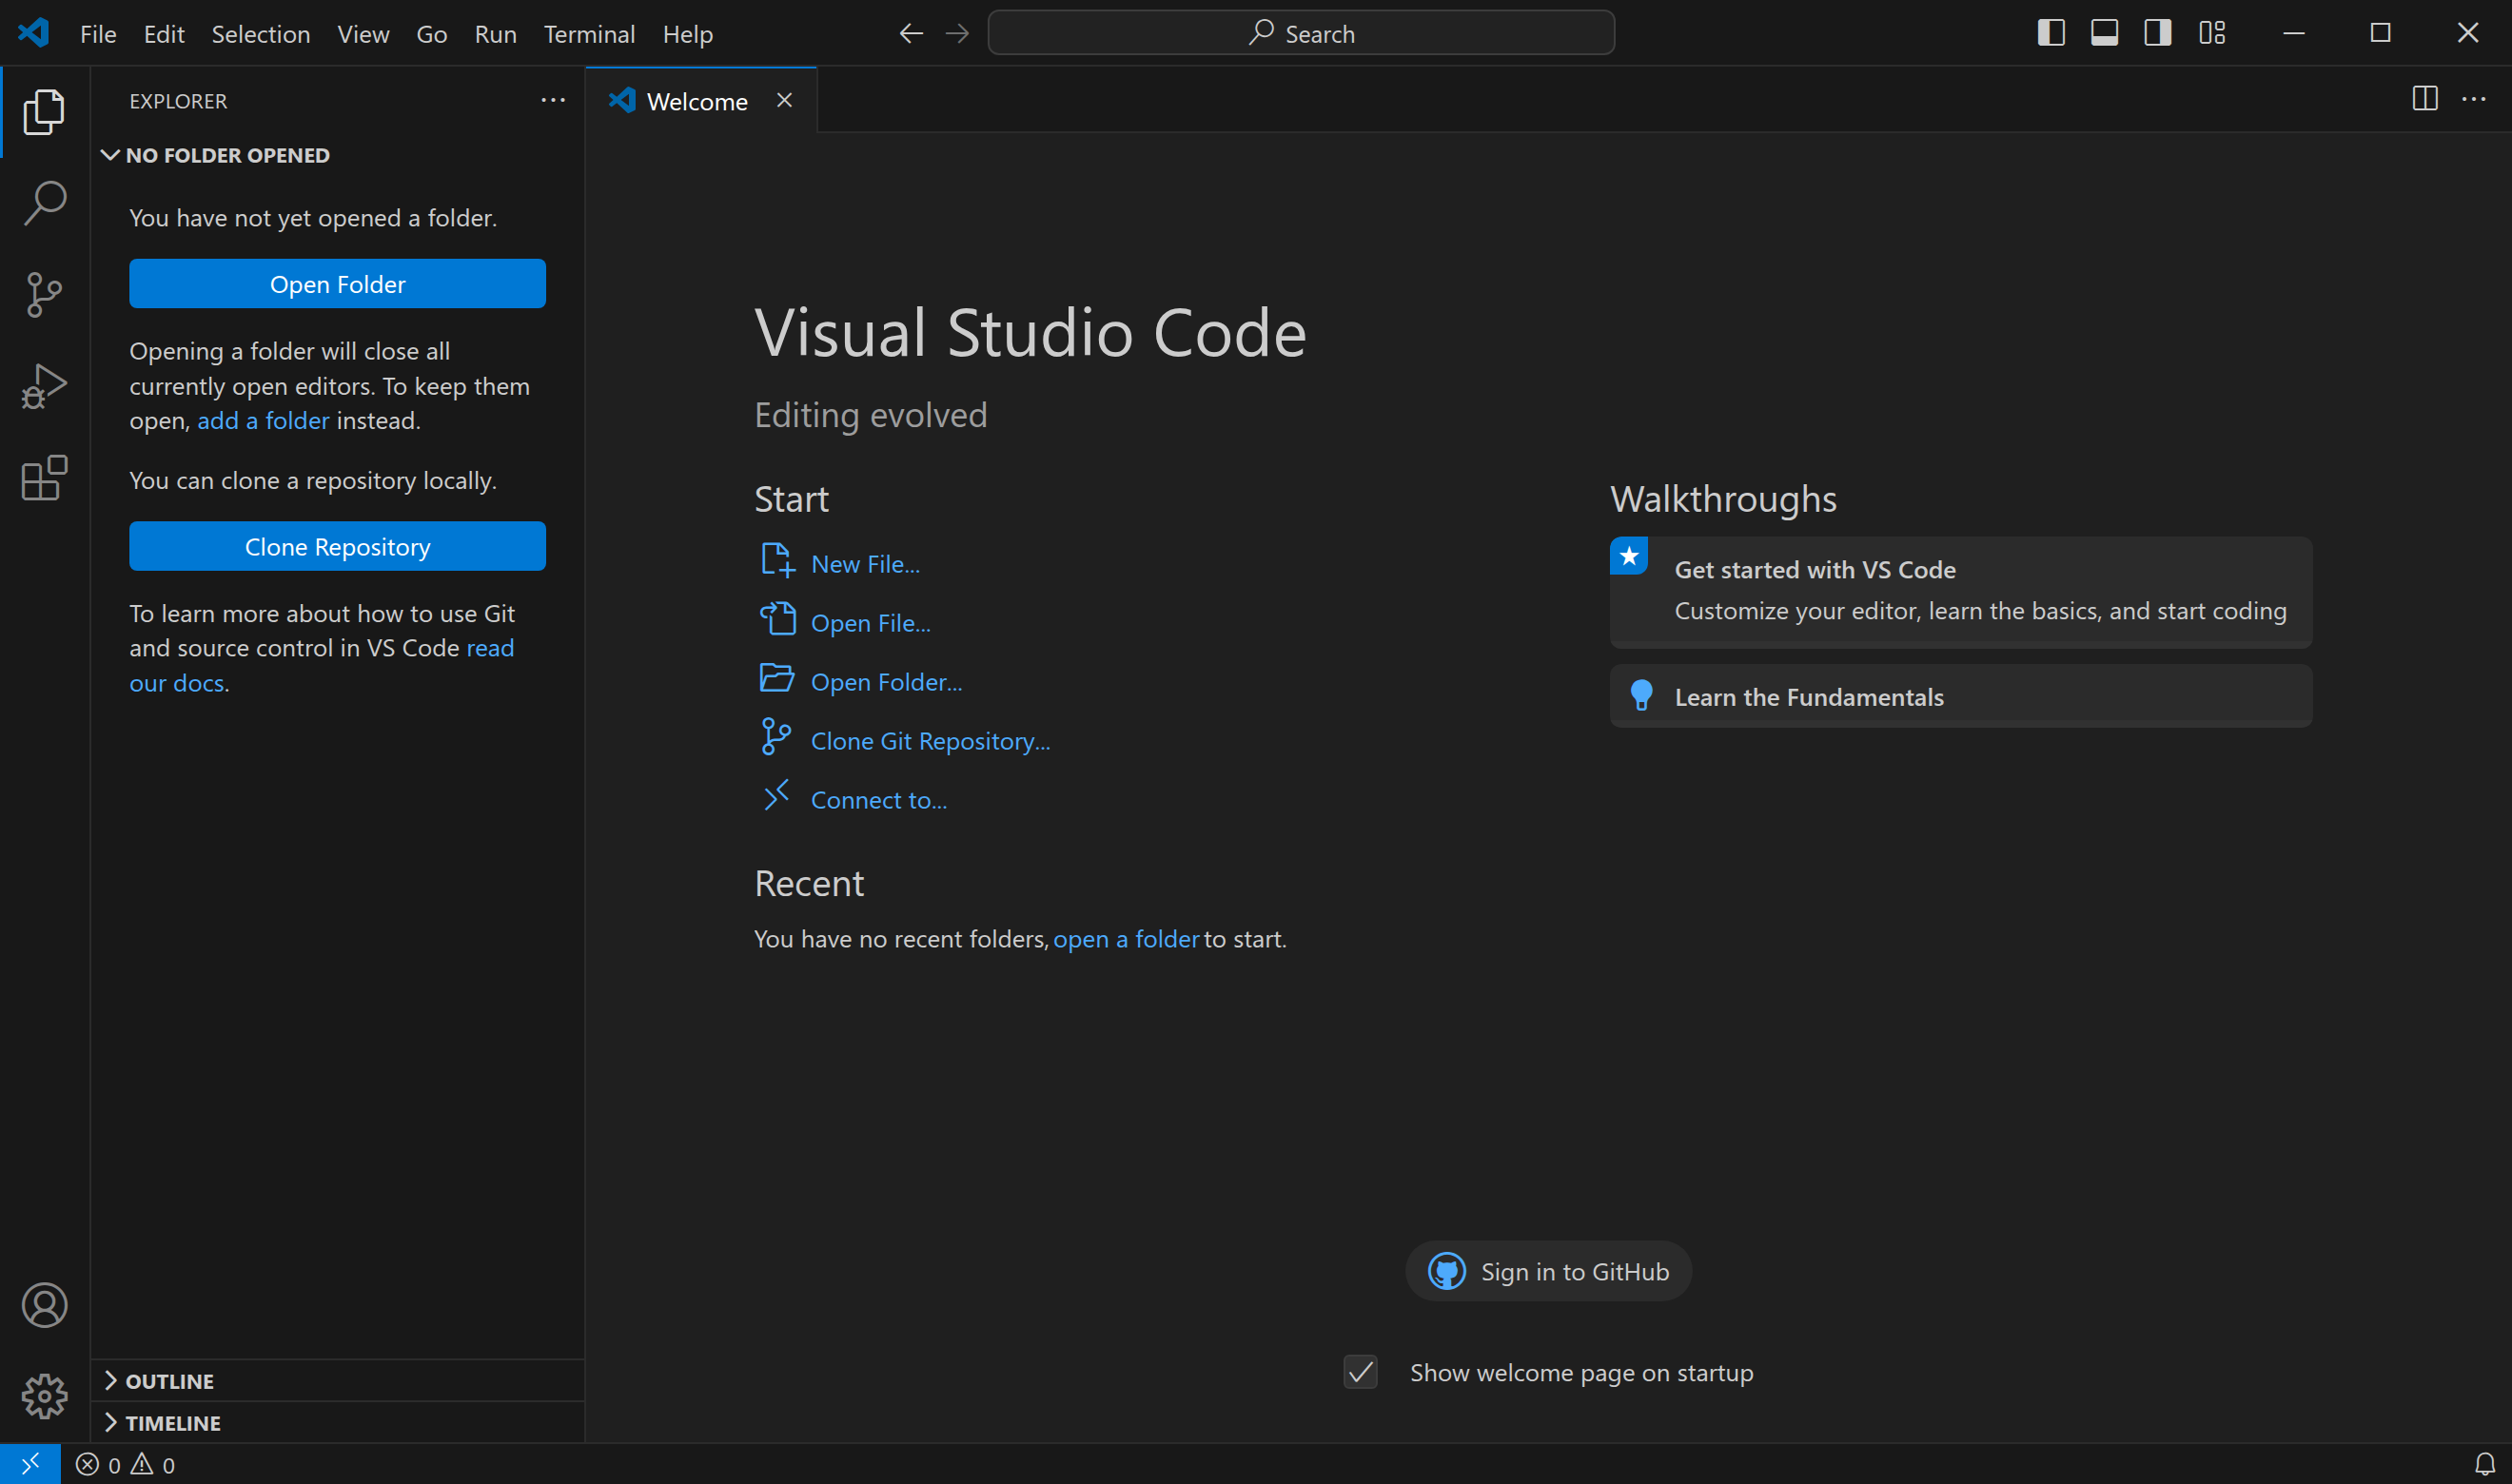 File Edit Selection View Go Run Terminal Help
Search
EXPLORER
NO FOLDER OPENED
You have not yet opened a folder.
Open Folder
Opening a folder will close all
currently open editors. To keep them
open, add a folder instead.
You can clone a repository locally.
Clone Repository
To learn more about how to use Git
and source control in VS Code read
our docs.
OUTLINE
TIMELINE
Welcome
Visual Studio Code
Editing evolved
Start
New File...
Open File...
Open Folder...
Clone Git Repository...
Connect to...
Recent
You have no recent folders, open a folder to start.
Walkthroughs
Get started with VS Code
Customize your editor, learn the basics, and start coding
Learn the Fundamentals
Sign in to GitHub
Show welcome page on startup
0 0